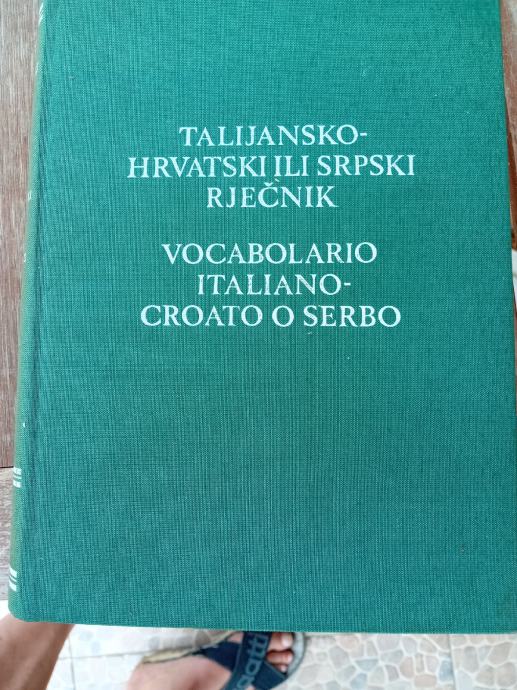 TALIJANSKO-
HRVATSKI ILI SRPSKI
RJEČNIK
VOCABOLARIO
ITALIANO-
CROATO O SERBO